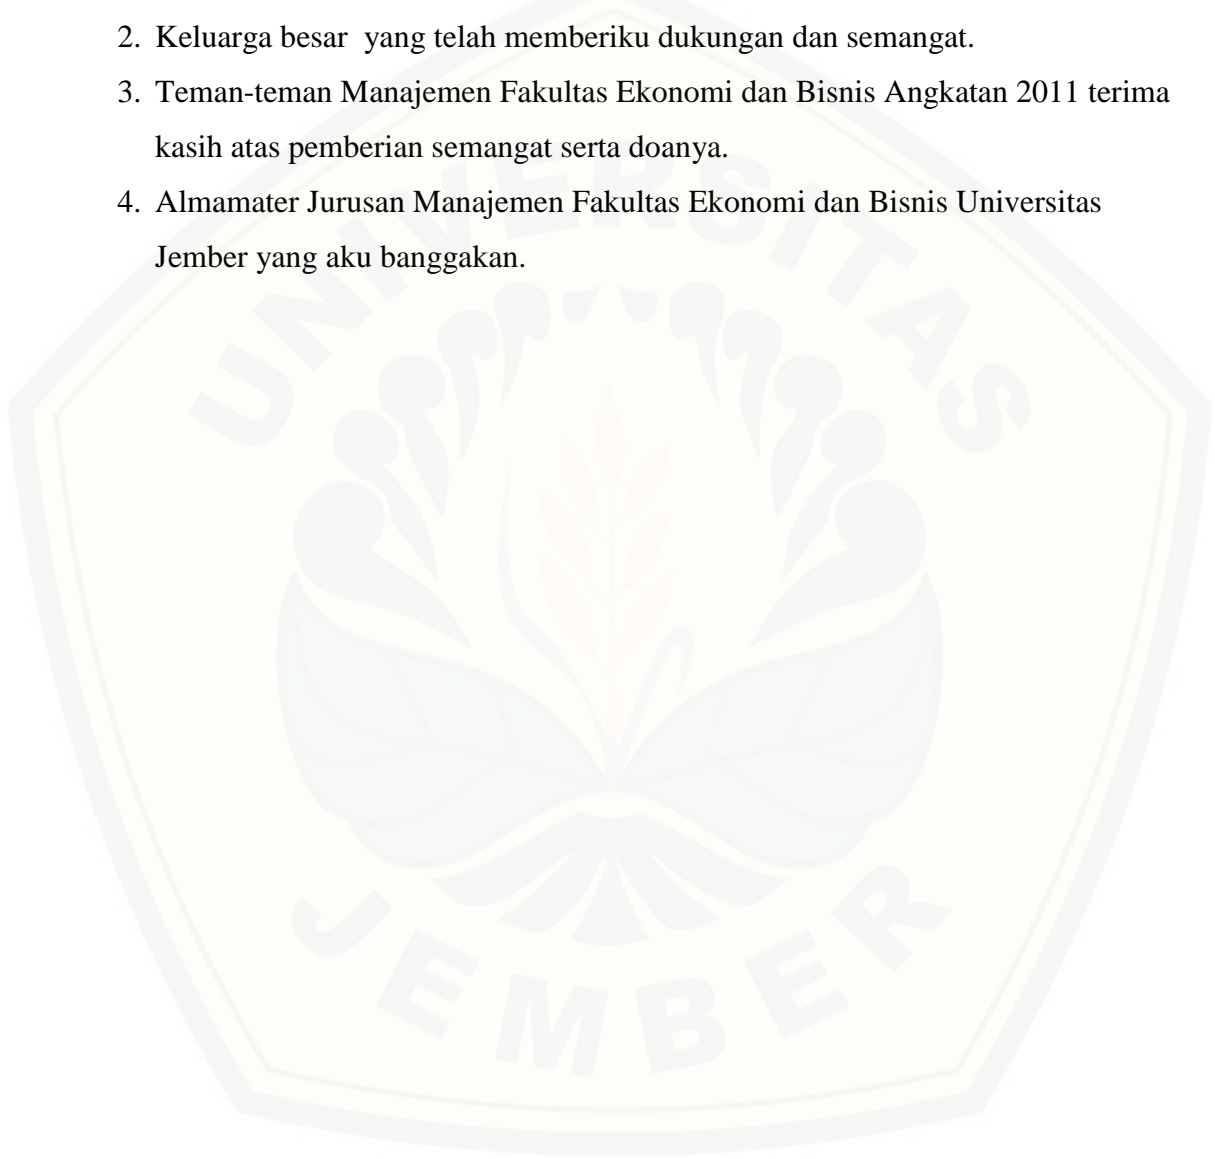 2. Keluarga besar  yang telah memberiku dukungan dan semangat.
3. Teman-teman Manajemen Fakultas Ekonomi dan Bisnis Angkatan 2011 terima
kasih atas pemberian semangat serta doanya.
4. Almamater Jurusan Manajemen Fakultas Ekonomi dan Bisnis Universitas
Jember yang aku banggakan.
UNIVERSITAS
JEMBER